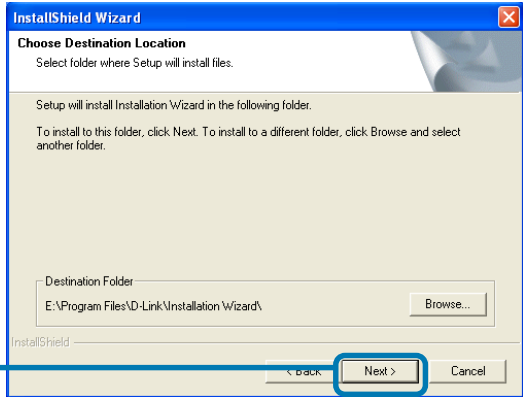 InstallShield Wizard
Choose Destination Location
Select folder where Setup will install files.
Setup will install Installation Wizard in the following folder.
To install to this folder, click Next. To install to a different folder, click Browse and select
another folder.
Destination Folder
E:\Program Files\D-Link\Installation Wizard\
Browse...
InstallShield
< Back
Next >
Cancel